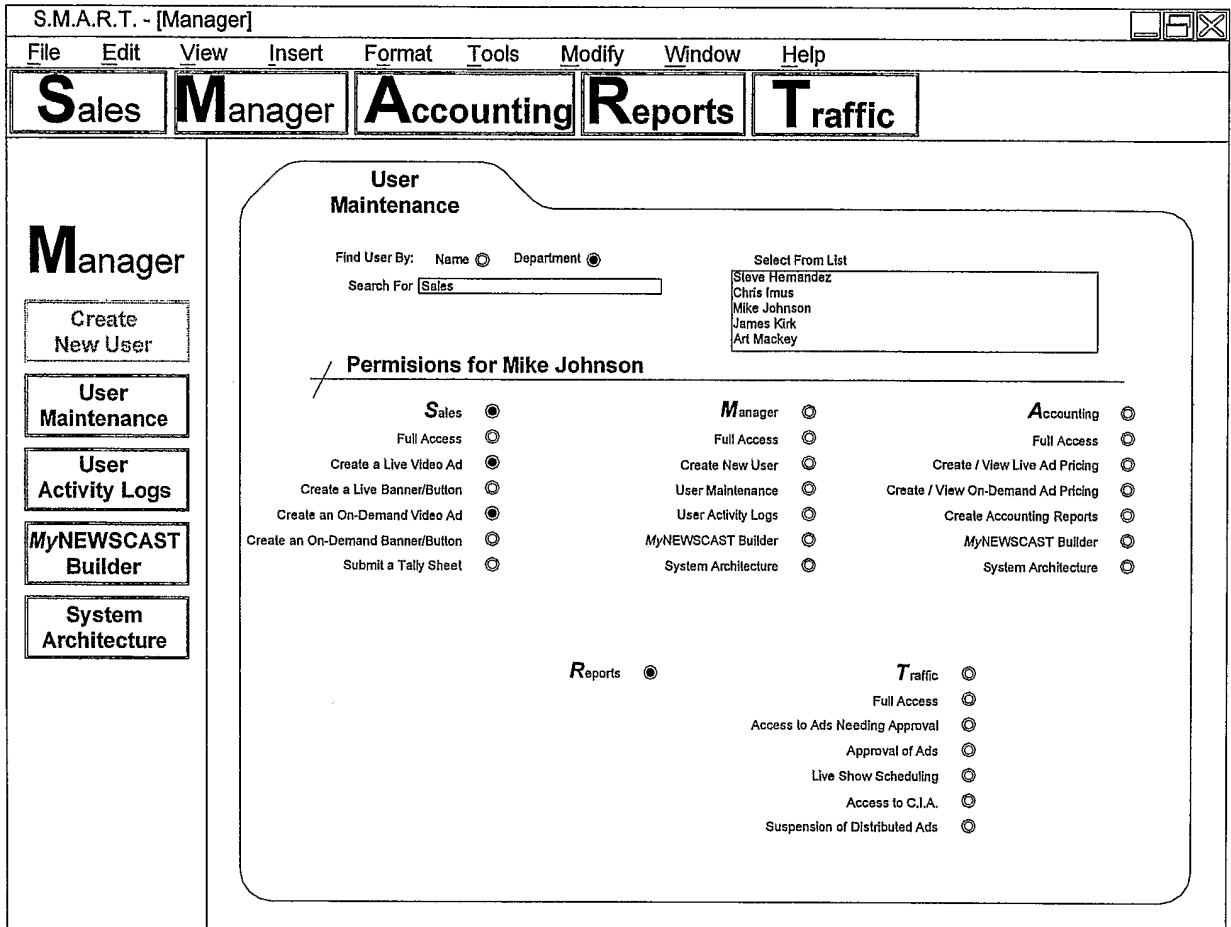 S.M.A.R.T. - [Manager]
File Edit View Insert Format Tools Modify Window Help
Sales Manager Accounting Reports Traffic
Manager
Create
New User
User
Maintenance
User
Activity Logs
MyNEWSCAST
Builder
System
Architecture
User
Maintenance
Find User By: Name Department
Search For Sales
Select From List
Steve Hernandez
Chris Imus
Mike Johnson
James Kirk
Art Mackey
Permisions for Mike Johnson
Sales
Full Access
Create a Live Video Ad
Create a Live Banner/Button
Create an On-Demand Video Ad
Create an On-Demand Banner/Button
Submit a Tally Sheet
Manager
Full Access
Create New User
User Maintenance
User Activity Logs
MyNEWSCAST Builder
System Architecture
Accounting
Full Access
Create / View Live Ad Pricing
Create / View On-Demand Ad Pricing
Create Accounting Reports
MyNEWSCAST Builder
System Architecture
Reports
Traffic
Full Access
Access to Ads Needing Approval
Approval of Ads
Live Show Scheduling
Access to C.I.A.
Suspension of Distributed Ads